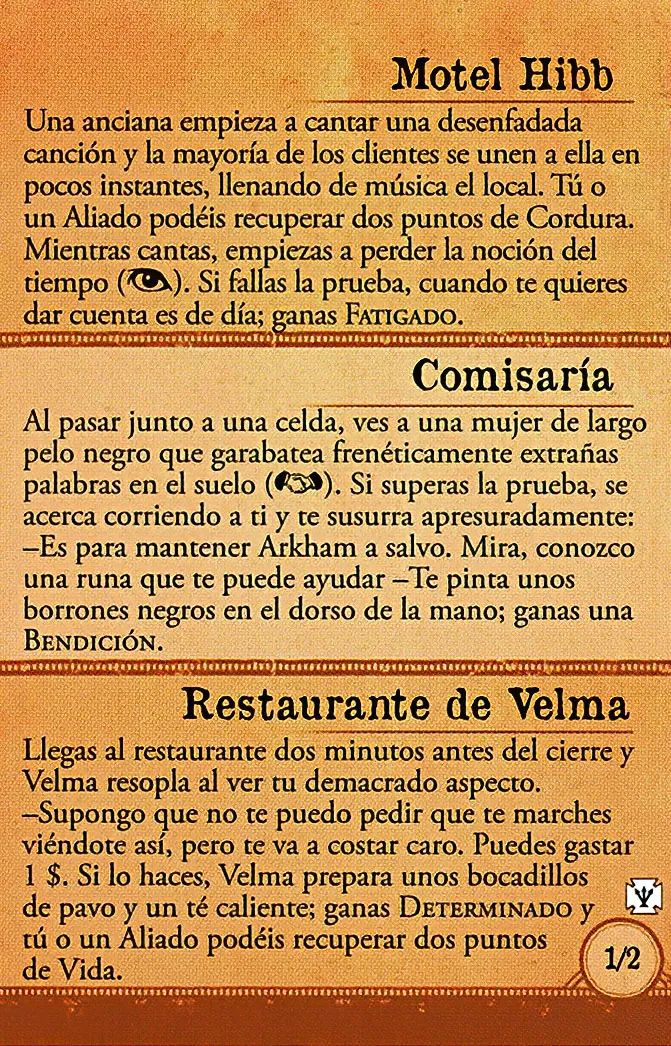 Motel Hibb
Una anciana empieza a cantar una desenfadada
canción y la mayoría de los clientes se unen a ella en
pocos instantes, llenando de música el local. Tú o
un Aliado podéis recuperar dos puntos de Cordura.
Mientras cantas, empiezas a perder la noción del
tiempo (). Si fallas la prueba, cuando te quieres
dar cuenta es de día; ganas FATIGADO.
Comisaría
Al pasar junto a una celda, ves a una mujer de largo
pelo negro que garabatea frenéticamente extrañas
palabras en el suelo (). Si superas la prueba, se
acerca corriendo a ti y te susurra apresuradamente:
–Es para mantener Arkham a salvo. Mira, conozco
una runa que te puede ayudar –Te pinta unos
borrones negros en el dorso de la mano; ganas una
BENDICIÓN.
Restaurante de Velma
Llegas al restaurante dos minutos antes del cierre y
Velma resopla al ver tu demacrado aspecto.
–Supongo que no te puedo pedir que te marches
viéndote así, pero te va a costar caro. Puedes gastar
1 $. Si lo haces, Velma prepara unos bocadillos
de pavo y un té caliente; ganas DETERMINADO y
tú o un Aliado podéis recuperar dos puntos
de Vida.
1/2